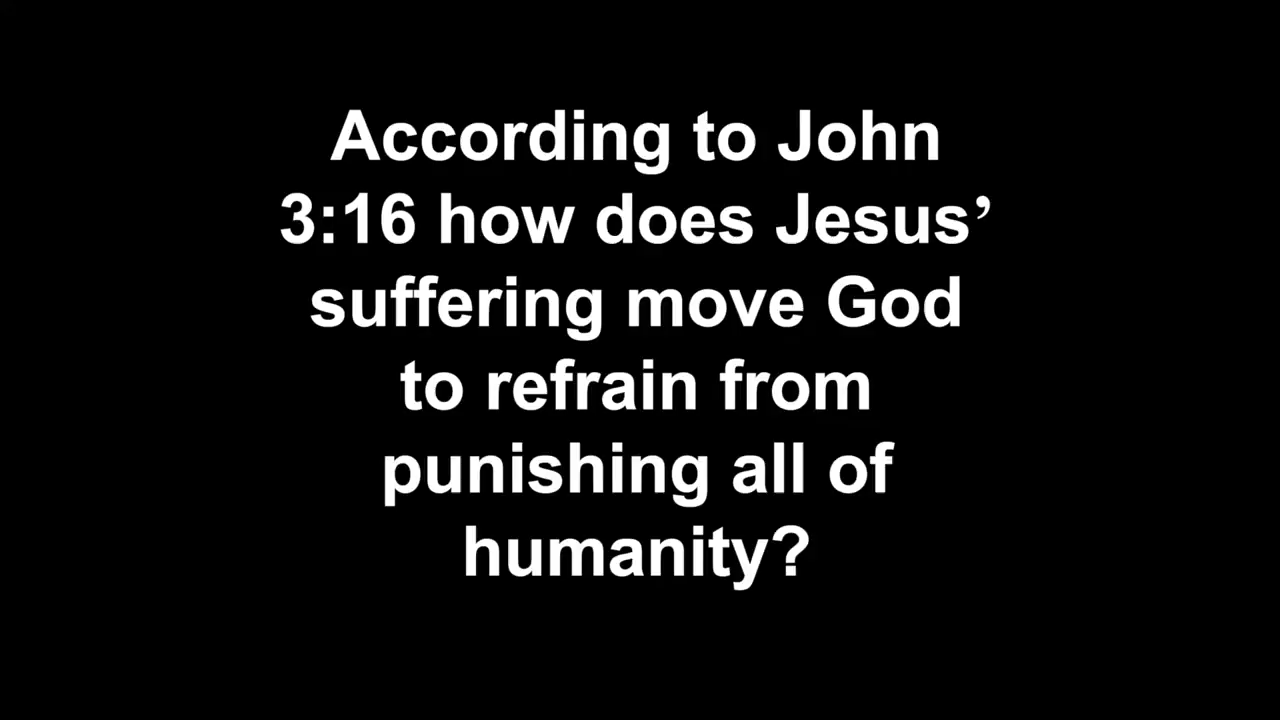 According to John
3:16 how does Jesus’
suffering move God
to refrain from
punishing all of
humanity?